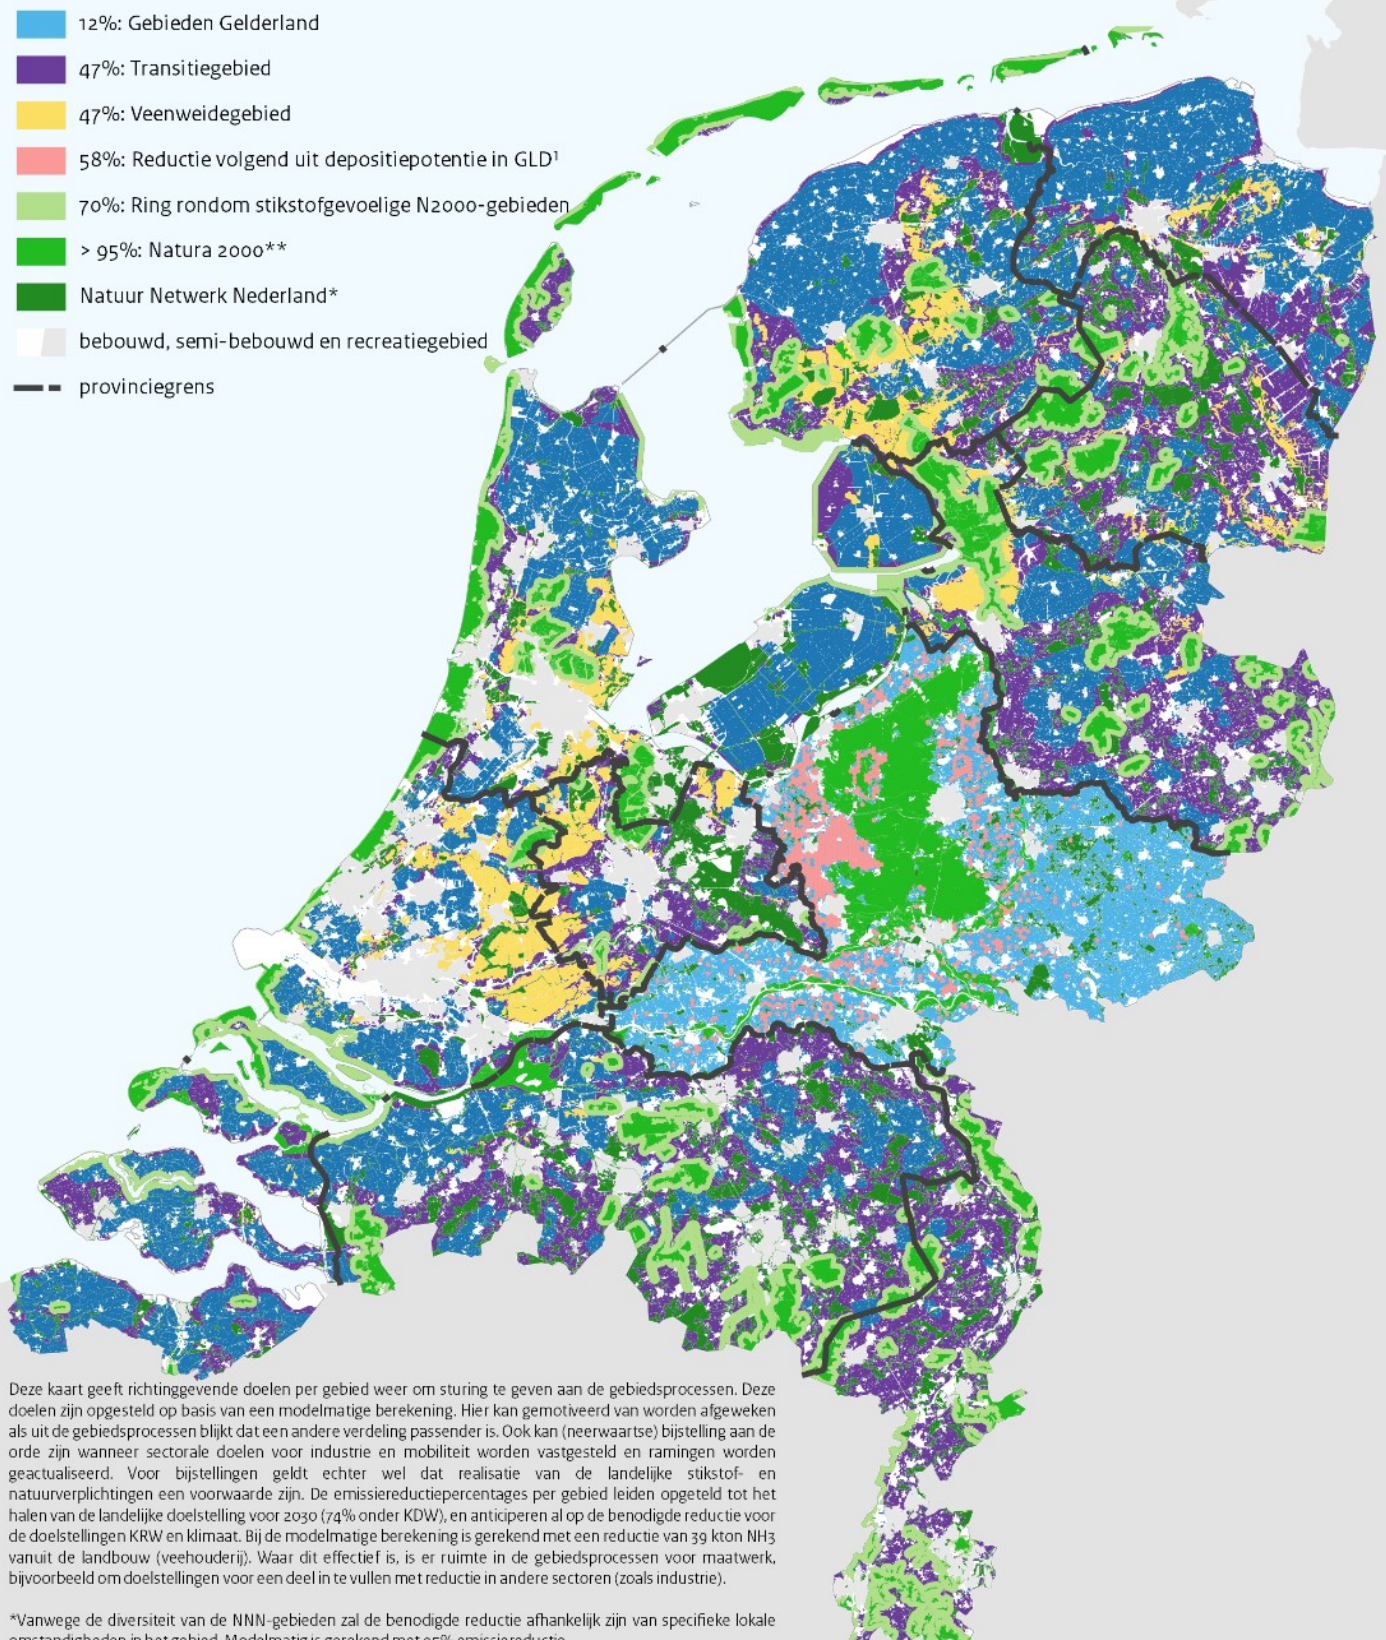 12%: Gebieden Gelderland
47%: Transitiegebied
47%: Veenweidegebied
58%: Reductie volgend uit depositiepotentie in GLD¹
70%: Ring rondom stikstofgevoelige N2000-gebieden
> 95%: Natura 2000**
Natuur Netwerk Nederland*
bebouwd, semi-bebouwd en recreatiegebied
provinciegrens
Deze kaart geeft richtinggevende doelen per gebied weer om sturing te geven aan de gebiedsprocessen. Deze
doelen zijn opgesteld op basis van een modelmatige berekening. Hier kan gemotiveerd van worden afgeweken
als uit de gebiedsprocessen blijkt dat een andere verdeling passender is. Ook kan (neerwaartse) bijstelling aan de
orde zijn wanneer sectorale doelen voor industrie en mobiliteit worden vastgesteld en ramingen worden
geactualiseerd. Voor bijstellingen geldt echter wel dat realisatie van de landelijke stikstof- en
natuurverplichtingen een voorwaarde zijn. De emissiereductiepercentages per gebied leiden opgeteld tot het
halen van de landelijke doelstelling voor 2030 (74% onder KDW), en anticiperen al op de benodigde reductie voor
de doelstellingen KRW en klimaat. Bij de modelmatige berekening is gerekend met een reductie van 39 kton NH3
vanuit de landbouw (veehouderij). Waar dit effectief is, is er ruimte in de gebiedsprocessen voor maatwerk,
bijvoorbeeld om doelstellingen voor een deel in te vullen met reductie in andere sectoren (zoals industrie).
*Vanwege de diversiteit van de NNN-gebieden zal de benodigde reductie afhankelijk zijn van specifieke lokale
omstandigheden in het gebied. Modelmatig is gerekend met 95% emissiereductie.